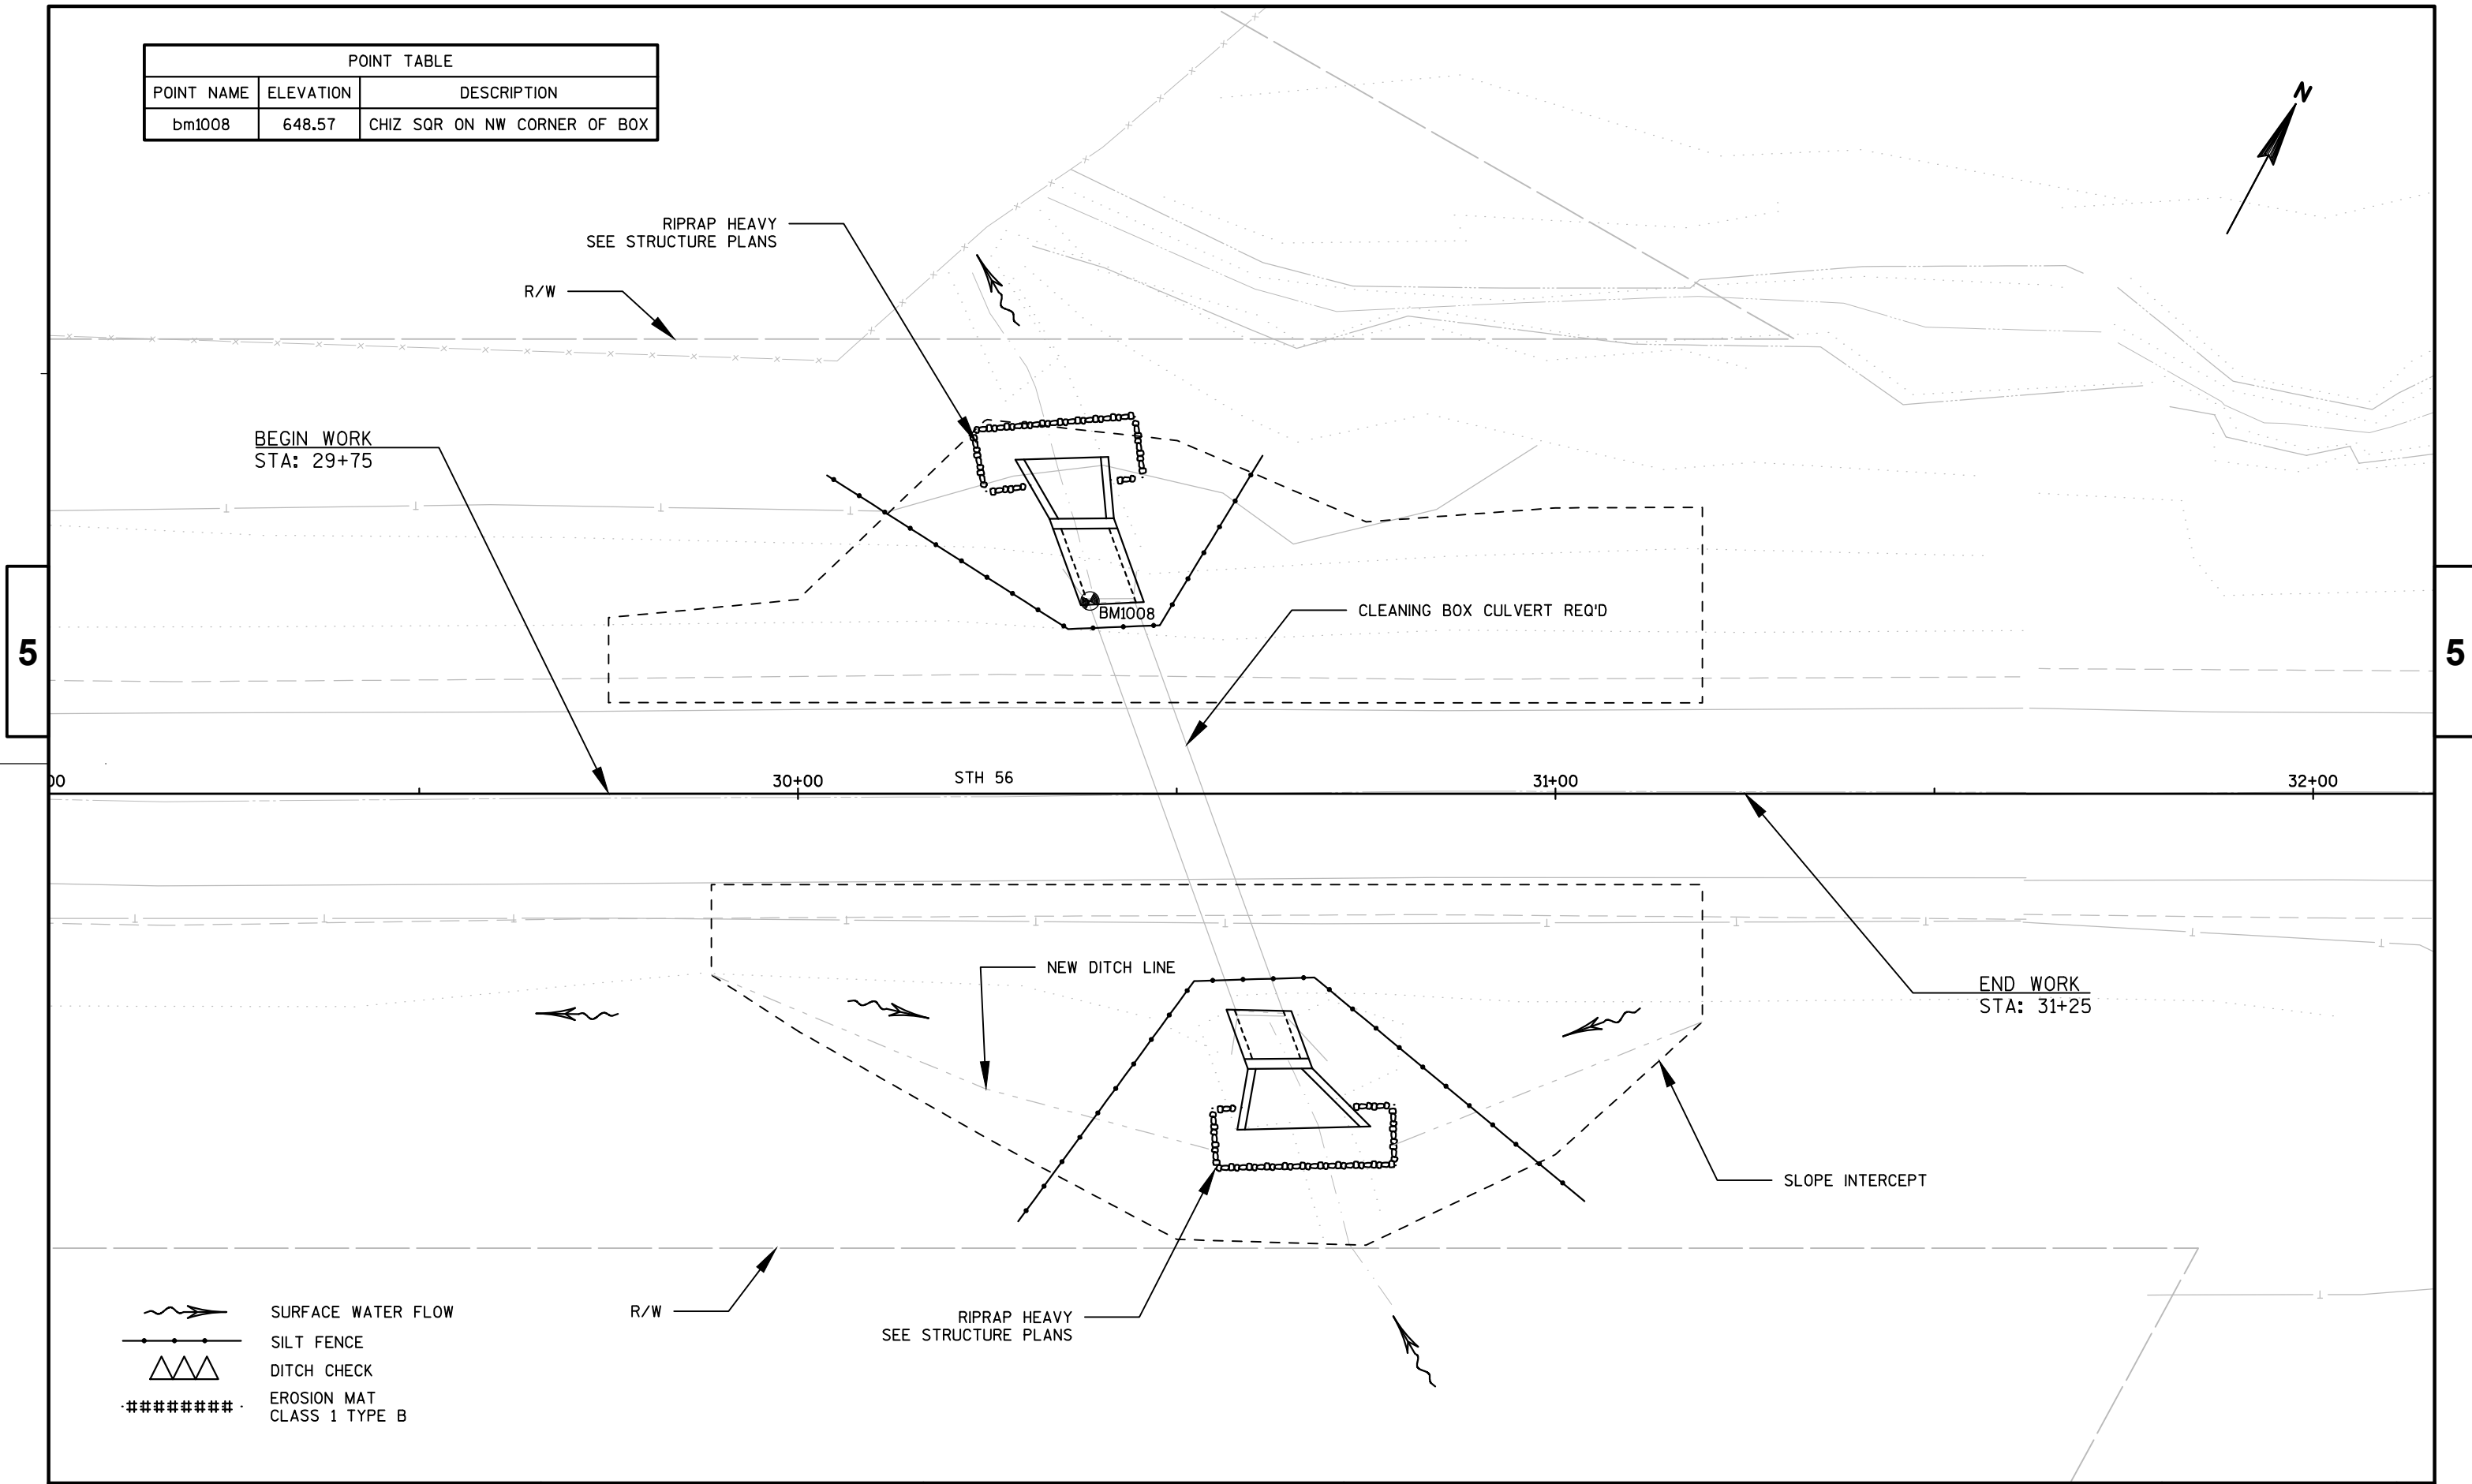 POINT TABLE
POINT NAME ELEVATION DESCRIPTION
bm1008 648.57 CHIZ SQR ON NW CORNER OF BOX
N
RIPRAP HEAVY
SEE STRUCTURE PLANS
R/W
BEGIN WORK
STA: 29+75
BM1008
CLEANING BOX CULVERT REQ'D
5
5
00
30+00
STH 56
31+00
32+00
NEW DITCH LINE
END WORK
STA: 31+25
SLOPE INTERCEPT
R/W
RIPRAP HEAVY
SEE STRUCTURE PLANS
SURFACE WATER FLOW
SILT FENCE
DITCH CHECK
EROSION MAT
CLASS 1 TYPE B